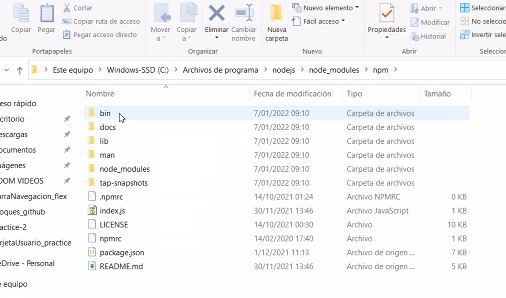 Cortar
Copiar ruta de acceso
Pegar acceso directo
Portapapeles
Mover a
Copiar a
Eliminar
Cambiar nombre
Organizar
Nueva carpeta
Nuevo elemento
Fácil acceso
Nuevo
Propiedades
Abrir
Modificar
Historial
Abrir
Seleccionar
No selecc
Invertir sele
Seleccio
Este equipo > Windows-SSD (C:) > Archivos de programa > nodejs > node_modules > npm >
eso rápido
critorio
scargas
ocumentos
ágenes
OM VIDEOS
arraNavegacion_flex
oques_github
actice-2
rjetaUsuario_practice
eDrive - Personal
e equipo
Nombre Fecha de modificación Tipo Tamaño
bin 7/01/2022 09:10 Carpeta de archivos
docs 7/01/2022 09:10 Carpeta de archivos
lib 7/01/2022 09:10 Carpeta de archivos
man 7/01/2022 09:10 Carpeta de archivos
node_modules 7/01/2022 09:10 Carpeta de archivos
tap-snapshots 7/01/2022 09:10 Carpeta de archivos
.npmrc 14/10/2021 01:24 Archivo NPMRC 0 KB
index.js 30/11/2021 13:46 Archivo JavaScript 1 KB
LICENSE 14/10/2021 00:30 Archivo 10 KB
npmrc 14/02/2020 17:40 Archivo 1 KB
package.json 1/12/2021 11:13 Archivo de origen ... 7 KB
README.md 30/11/2021 13:46 Archivo de origen ... 5 KB